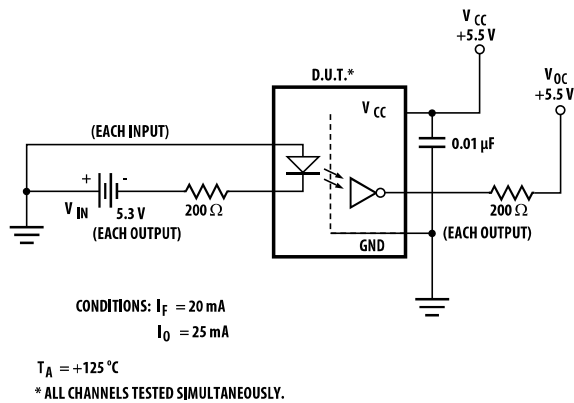 V CC
+5.5 V
D.U.T.*
V OC
+5.5 V
V CC
(EACH INPUT)
0.01 µF
+ -
V IN
5.3 V
200 Ω
200 Ω
(EACH OUTPUT)
GND
(EACH OUTPUT)
CONDITIONS: I F = 20 mA
I O = 25 mA
T A = +125 °C
* ALL CHANNELS TESTED SIMULTANEOUSLY.